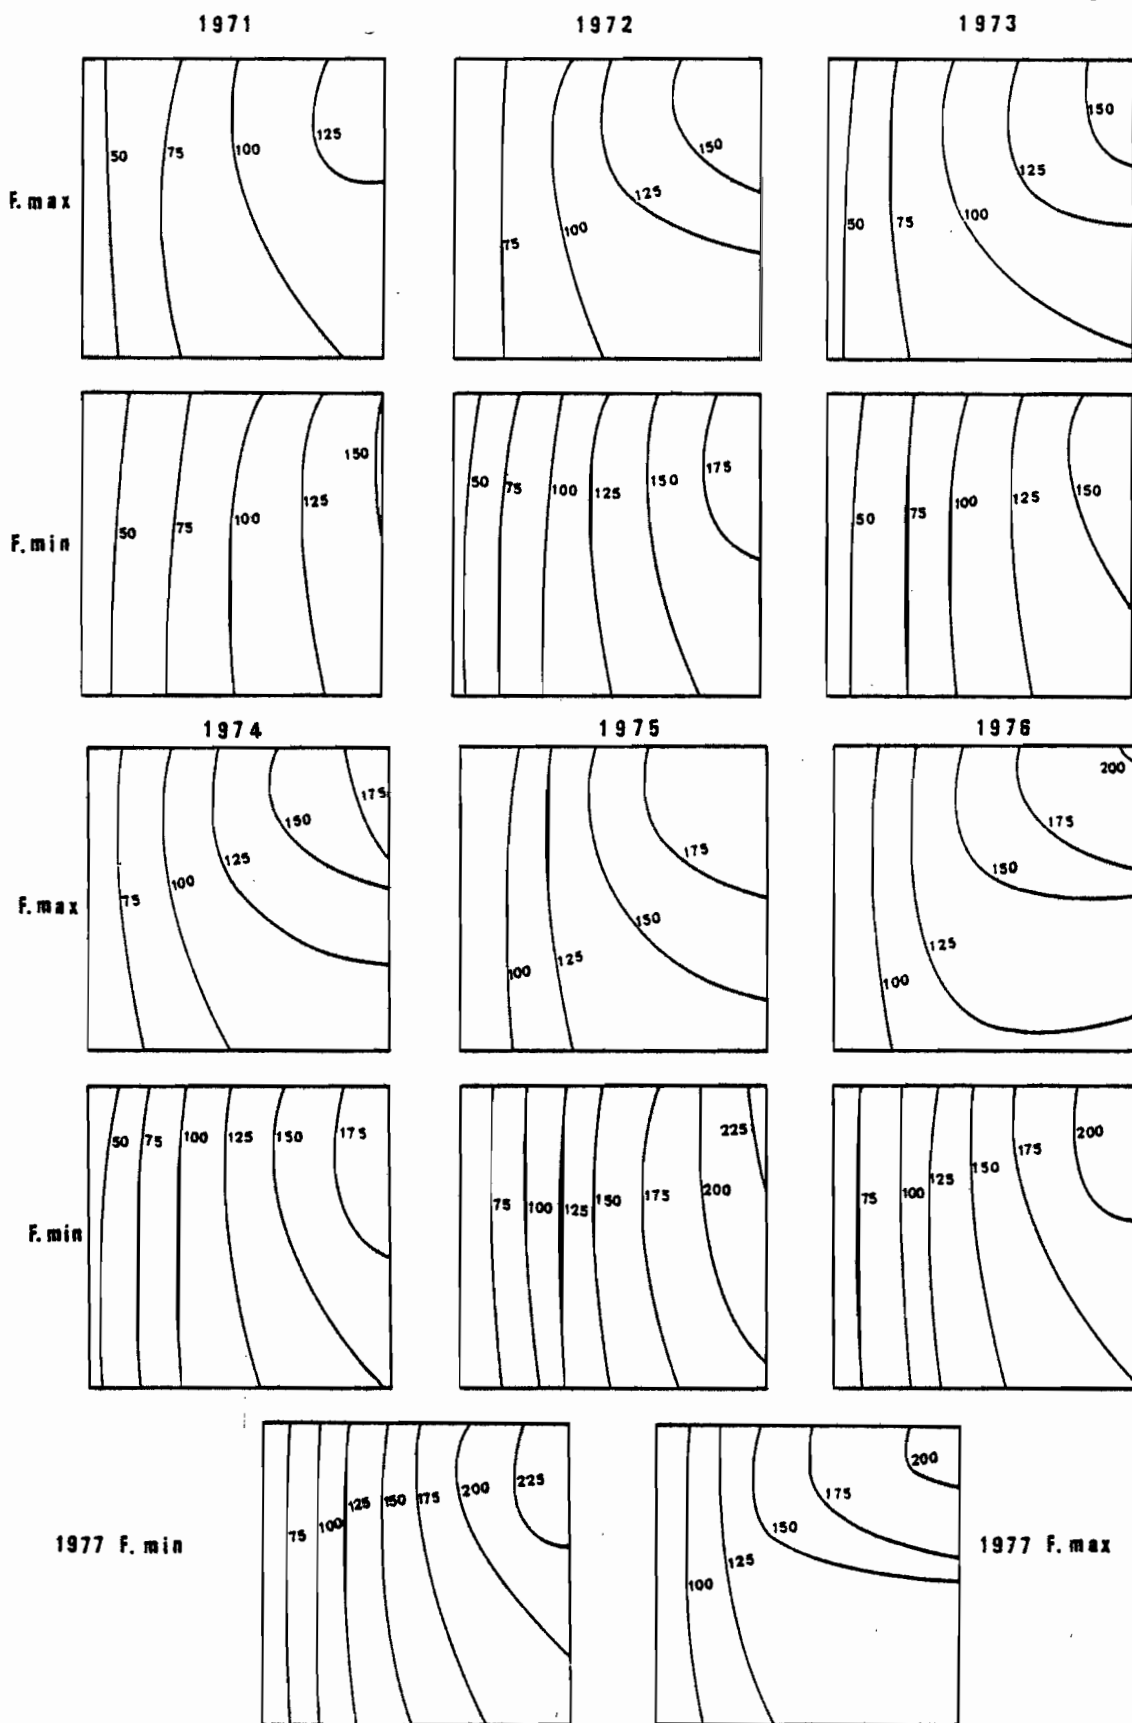 1971 1972 1973
F.max
50 75 100 125
75 100 125 150
50 75 100 125 150
F.min
50 75 100 125 150
50 75 100 125 150 175
50 75 100 125 150
1974 1975 1976
F.max
75 100 125 150 175
100 125 150 175
100 125 150 175 200
F.min
50 75 100 125 150 175
75 100 125 150 175 200 225
75 100 125 150 175 200
1977 F.min
75 100 125 150 175 200 225
100 125 150 175 200
1977 F.max